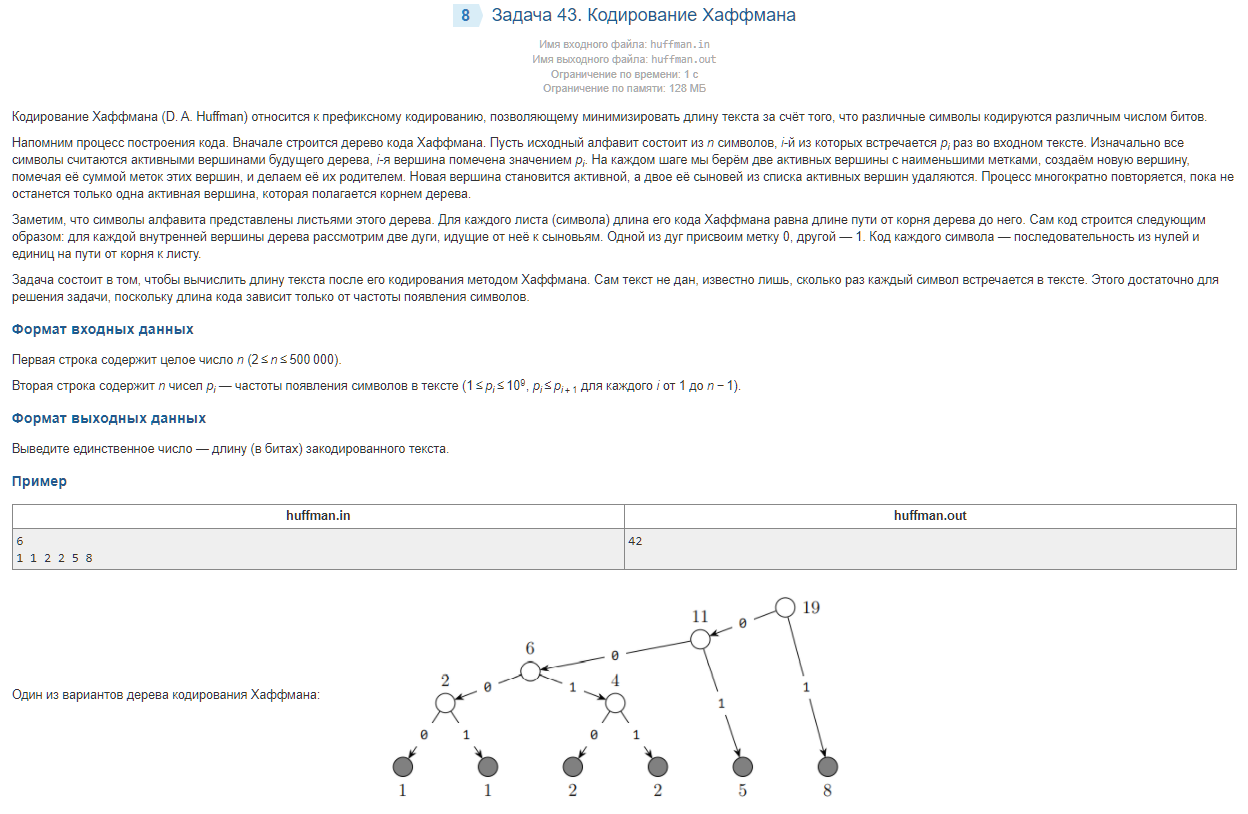 8 Задача 43. Кодирование Хаффмана
Имя входного файла: huffman.in
Имя выходного файла: huffman.out
Ограничение по времени: 1 с
Ограничение по памяти: 128 МБ
Кодирование Хаффмана (D. A. Huffman) относится к префиксному кодированию, позволяющему минимизировать длину текста за счёт того, что различные символы кодируются различным числом битов.
Напомним процесс построения кода. Вначале строится дерево кода Хаффмана. Пусть исходный алфавит состоит из n символов, i-й из которых встречается pᵢ раз во входном тексте. Изначально все
символы считаются активными вершинами будущего дерева, i-я вершина помечена значением pᵢ. На каждом шаге мы берём две активных вершины с наименьшими метками, создаём новую вершину,
помечая её суммой меток этих вершин, и делаем её их родителем. Новая вершина становится активной, а двое её сыновей из списка активных вершин удаляются. Процесс многократно повторяется, пока не
останется только одна активная вершина, которая полагается корнем дерева.
Заметим, что символы алфавита представлены листьями этого дерева. Для каждого листа (символа) длина его кода Хаффмана равна длине пути от корня дерева до него. Сам код строится следующим
образом: для каждой внутренней вершины дерева рассмотрим две дуги, идущие от неё к сыновьям. Одной из дуг присвоим метку 0, другой — 1. Код каждого символа — последовательность из нулей и
единиц на пути от корня к листу.
Задача состоит в том, чтобы вычислить длину текста после его кодирования методом Хаффмана. Сам текст не дан, известно лишь, сколько раз каждый символ встречается в тексте. Этого достаточно для
решения задачи, поскольку длина кода зависит только от частоты появления символов.
Формат входных данных
Первая строка содержит целое число n (2 ≤ n ≤ 500 000).
Вторая строка содержит n чисел pᵢ — частоты появления символов в тексте (1 ≤ pᵢ ≤ 10⁹, pᵢ ≤ pᵢ₊₁ для каждого i от 1 до n − 1).
Формат выходных данных
Выведите единственное число — длину (в битах) закодированного текста.
Пример
huffman.in huffman.out
6 42
1 1 2 2 5 8
19
11
0
6
0
2
4
0
1
1
1
Один из вариантов дерева кодирования Хаффмана:
0
1
0
1
1
1
2
2
5
8